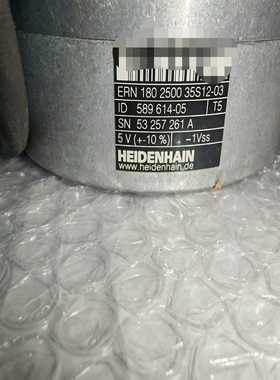 ERN 180 2500 35S12-03
ID 589 614-05 T5
SN 53 257 261 A
5 V (+-10 %) ~1Vss
HEIDENHAIN
www.heidenhain.de